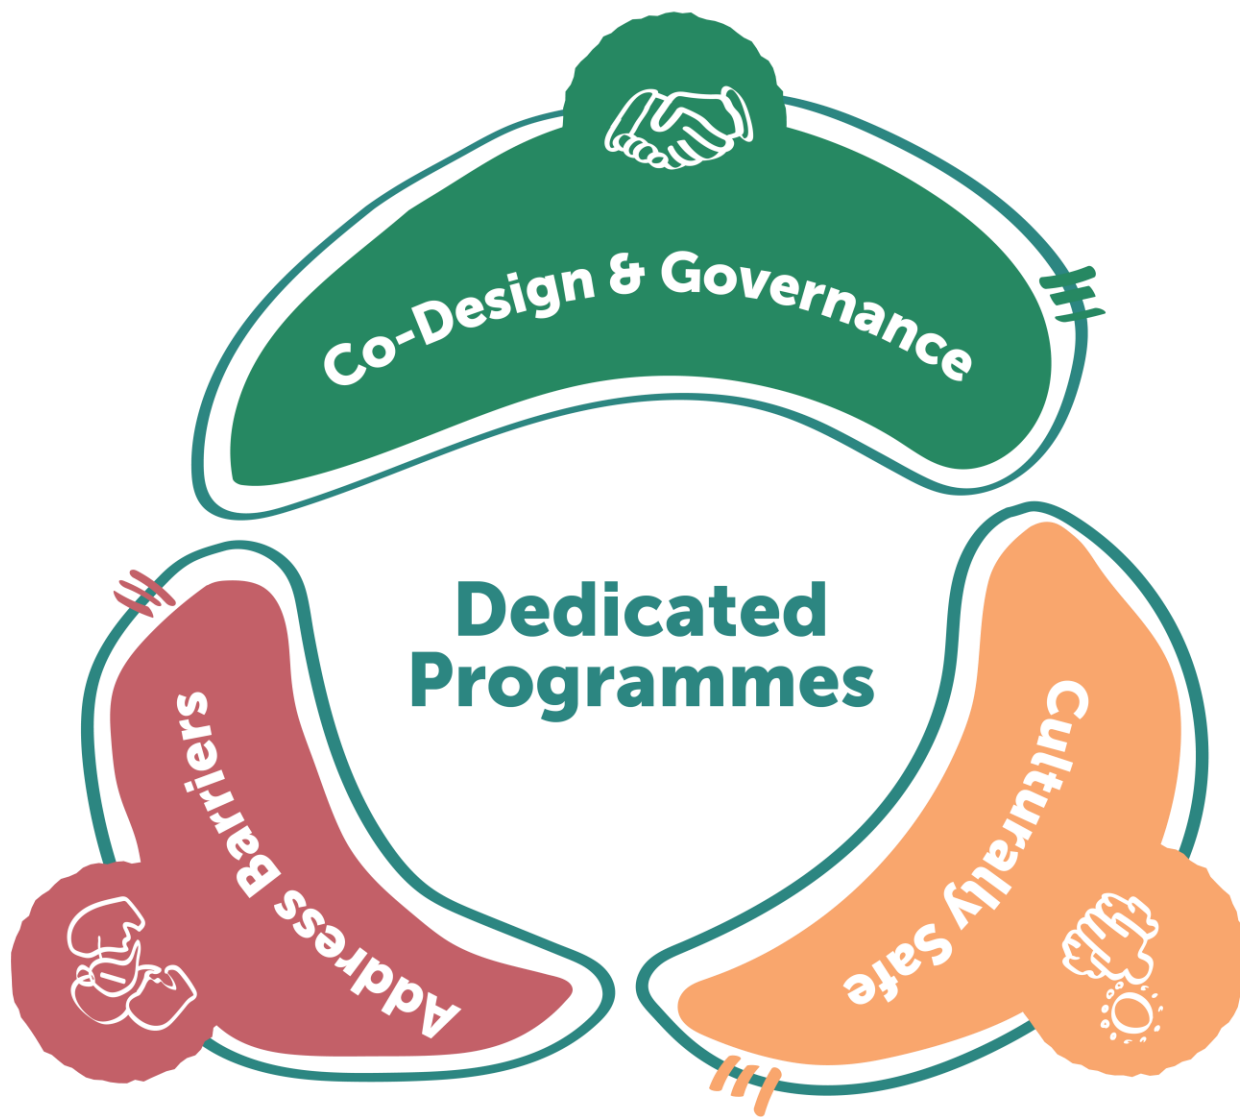 Co-Design & Governance
Dedicated
Programmes
Address Barriers
Culturally Safe